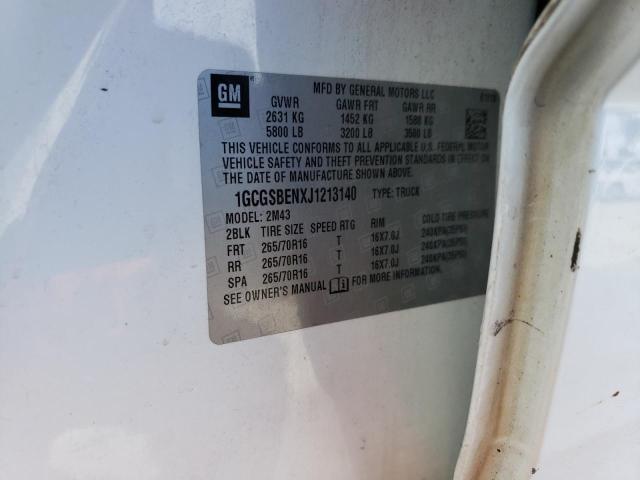 GM
MFD BY GENERAL MOTORS LLC
GVWR GAWR FRT GAWR RR
2631 KG 1452 KG 1588 KG
5800 LB 3200 LB 3500 LB
THIS VEHICLE CONFORMS TO ALL APPLICABLE U.S. FEDERAL MOTOR
VEHICLE SAFETY AND THEFT PREVENTION STANDARDS IN EFFECT ON
THE DATE OF MANUFACTURE SHOWN ABOVE.
1GCGSBENXJ1213140 TYPE: TRUCK
MODEL: 2M43
2BLK TIRE SIZE SPEED RTG RIM COLD TIRE PRESSURE
FRT 265/70R16 T 16X7.0J 240KPA(35PSI)
RR 265/70R16 T 16X7.0J 240KPA(35PSI)
SPA 265/70R16 T 16X7.0J 240KPA(35PSI)
SEE OWNER'S MANUAL FOR MORE INFORMATION.